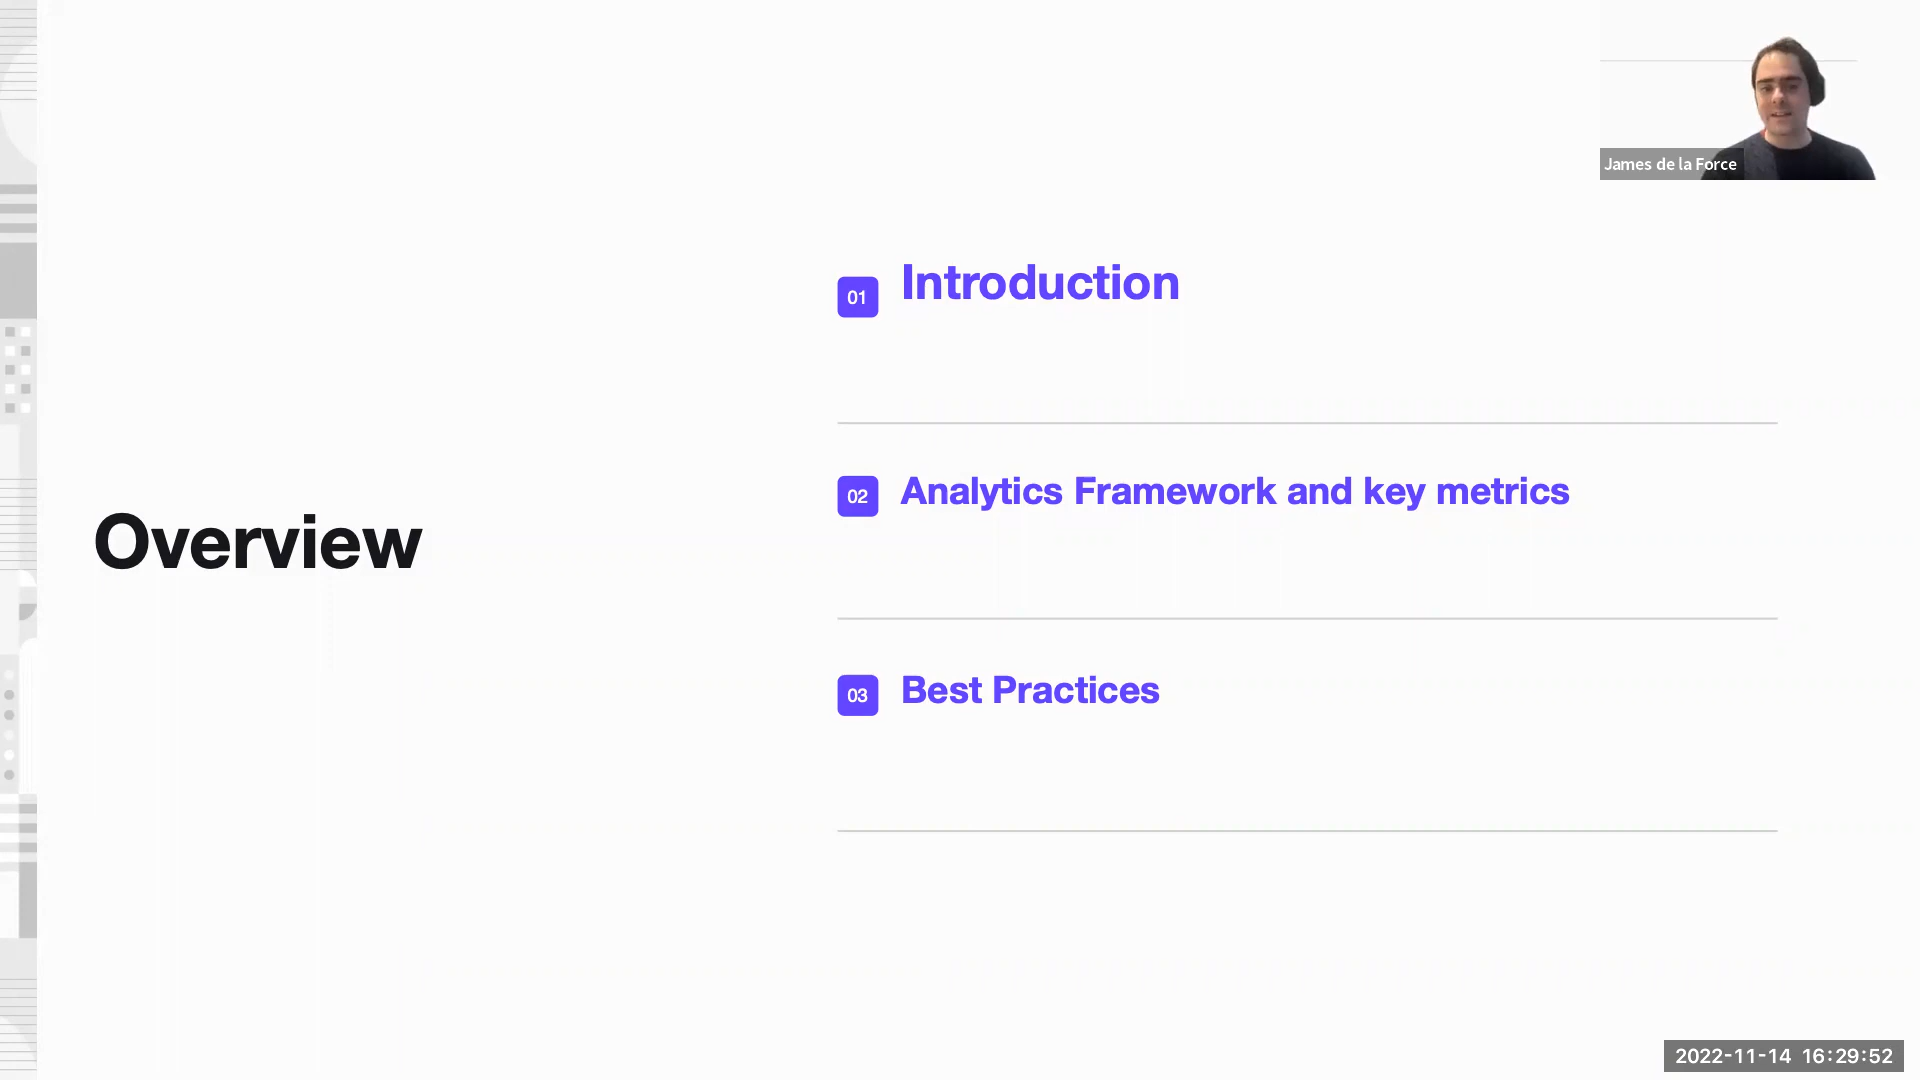 James de la Force
Overview
01 Introduction
02 Analytics Framework and key metrics
03 Best Practices
2022-11-14 16:29:52